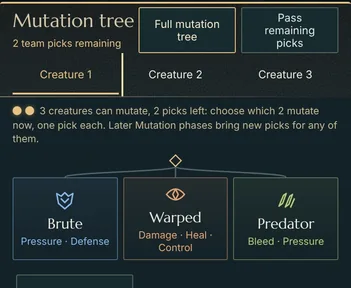 Mutation tree
2 team picks remaining
Full mutation
tree
Pass
remaining
picks
Creature 1
Creature 2
Creature 3
3 creatures can mutate, 2 picks left: choose which 2 mutate
now, one pick each. Later Mutation phases bring new picks for any of
them.
Brute
Pressure · Defense
Warped
Damage · Heal ·
Control
Predator
Bleed · Pressure